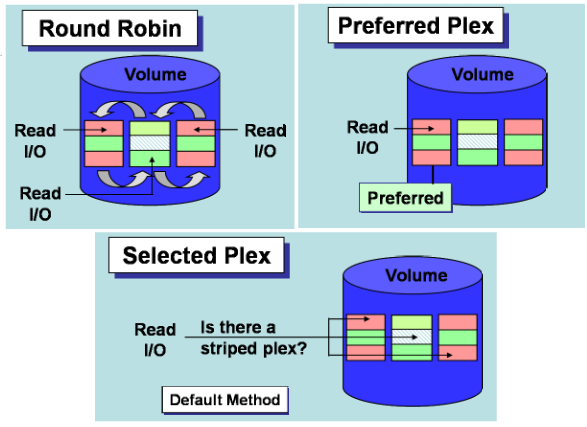 Round Robin
Volume
Read
I/O
Read
I/O
Read
I/O
Preferred Plex
Volume
Read
I/O
Preferred
Selected Plex
Volume
Read
I/O
Is there a
striped plex?
Default Method